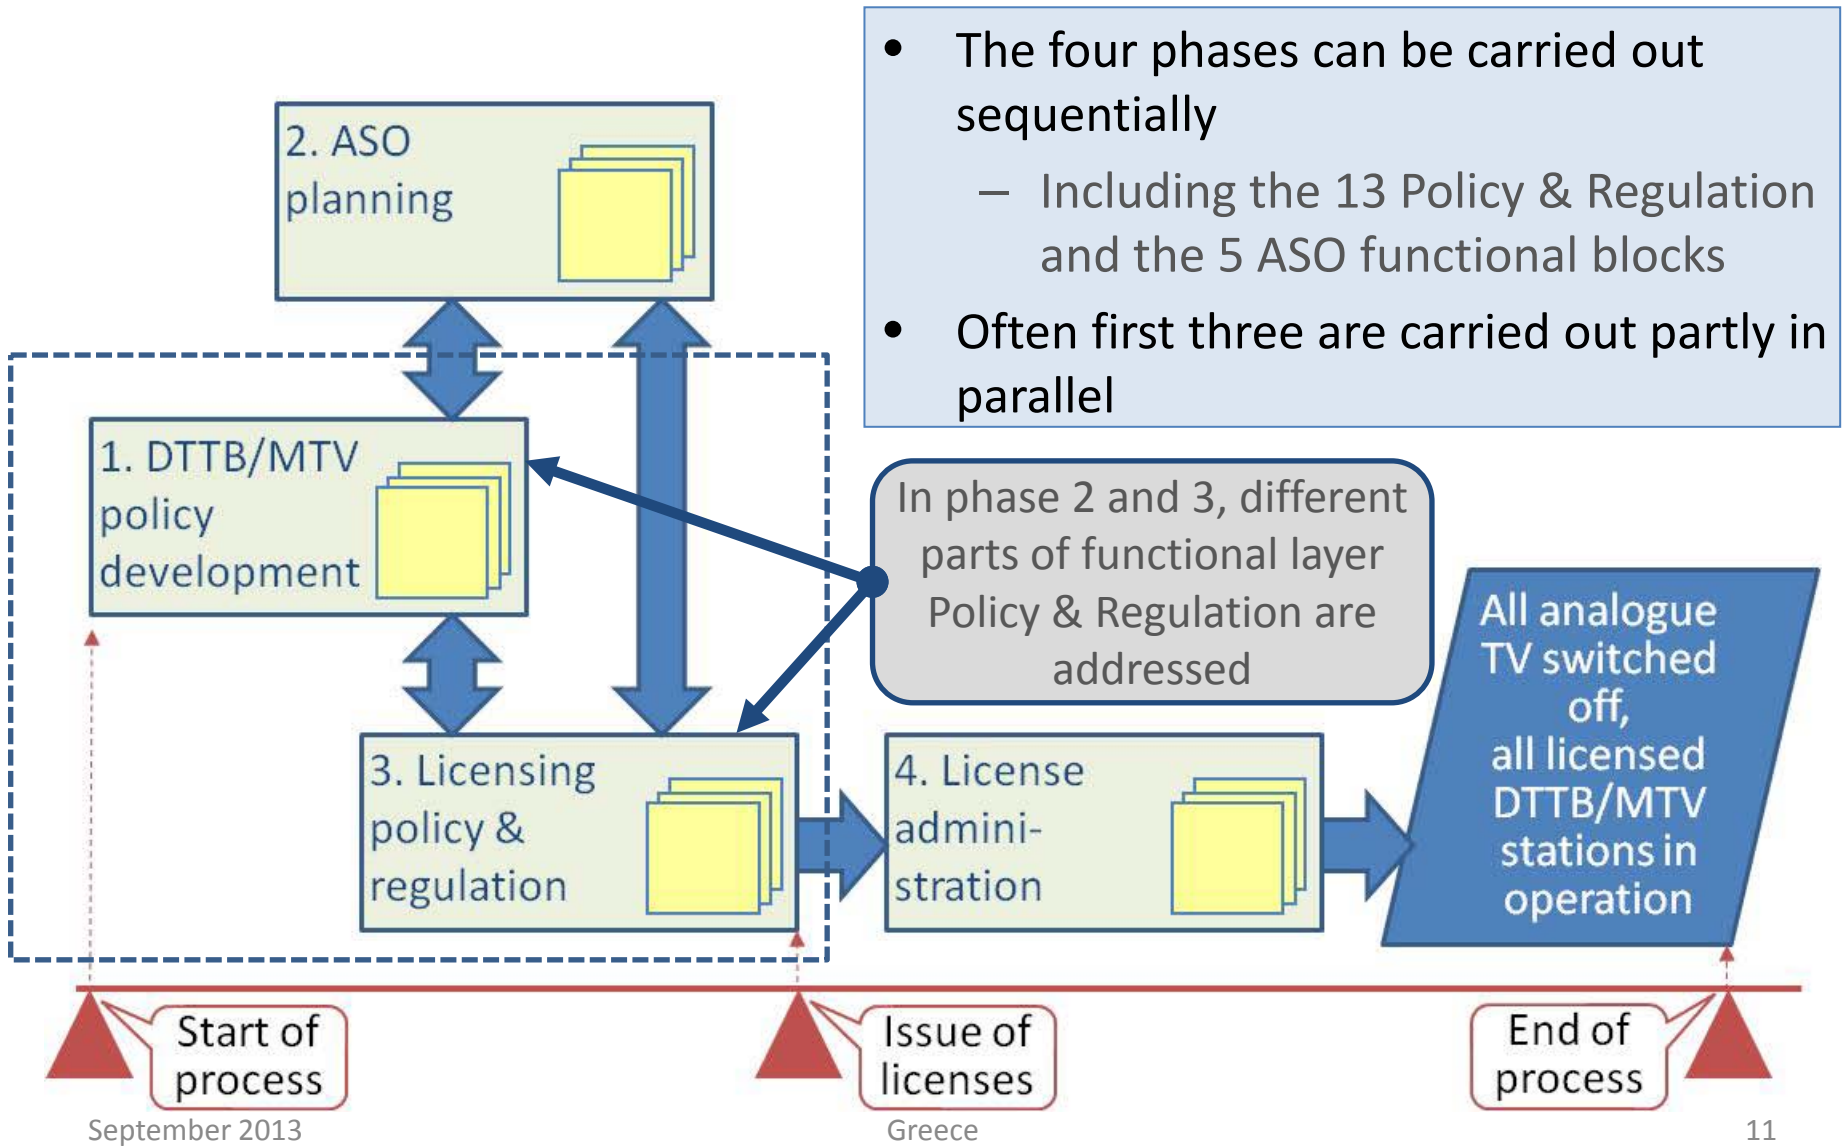 • The four phases can be carried out
sequentially
– Including the 13 Policy & Regulation
and the 5 ASO functional blocks
• Often first three are carried out partly in
parallel
2. ASO
planning
1. DTTB/MTV
policy
development
In phase 2 and 3, different
parts of functional layer
Policy & Regulation are
addressed
3. Licensing
policy &
regulation
4. License
admini-
stration
All analogue
TV switched
off,
all licensed
DTTB/MTV
stations in
operation
Start of
process
Issue of
licenses
End of
process
September 2013
Greece
11